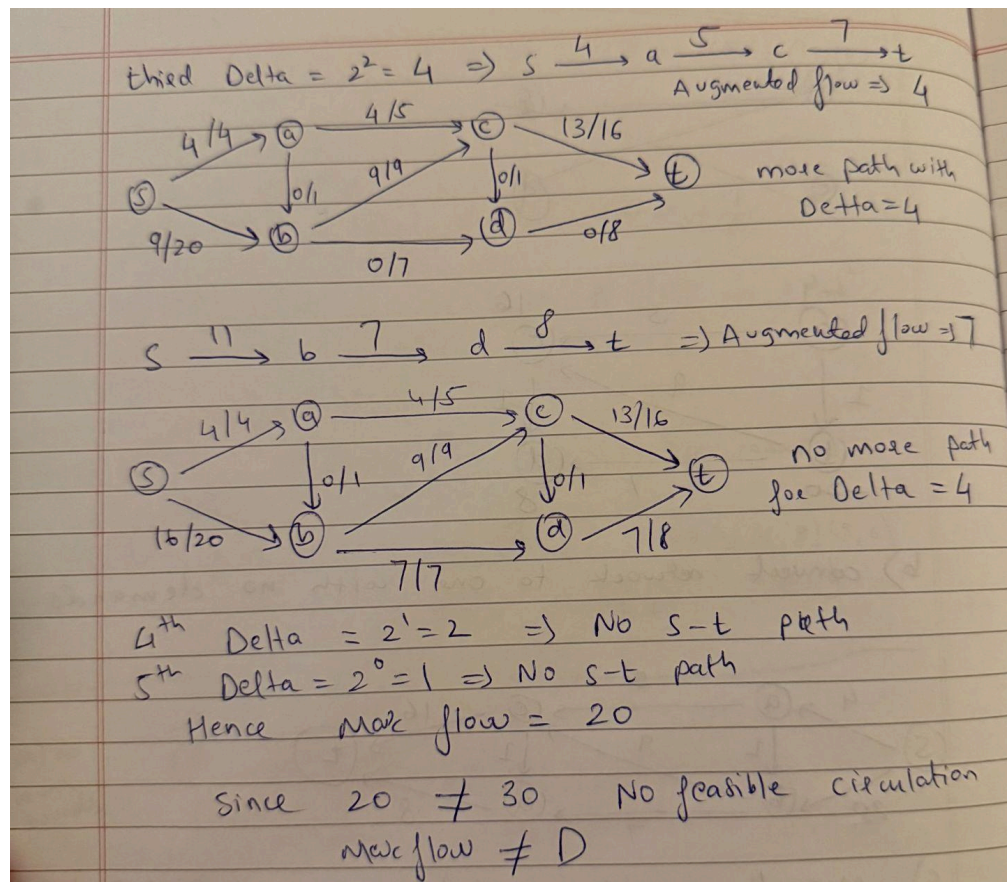 third Delta = 2² = 4 => s 4→ a 5→ c 7→ t
Augmented flow => 4
4/4 a 4/5 c 13/16
s 0/1 9/9 0/1 t more path with
Delta = 4
9/20 b 0/7 d 0/8
s 11→ b 7→ d 8→ t => Augmented flow => 7
4/4 a 4/5 c 13/16
s 0/1 9/9 0/1 t no more path
for Delta = 4
16/20 b 7/7 d 7/8
4th Delta = 2¹ = 2 => No s-t path
5th Delta = 2⁰ = 1 => No s-t path
Hence Max flow = 20
Since 20 ≠ 30 No feasible circulation
Max flow ≠ D